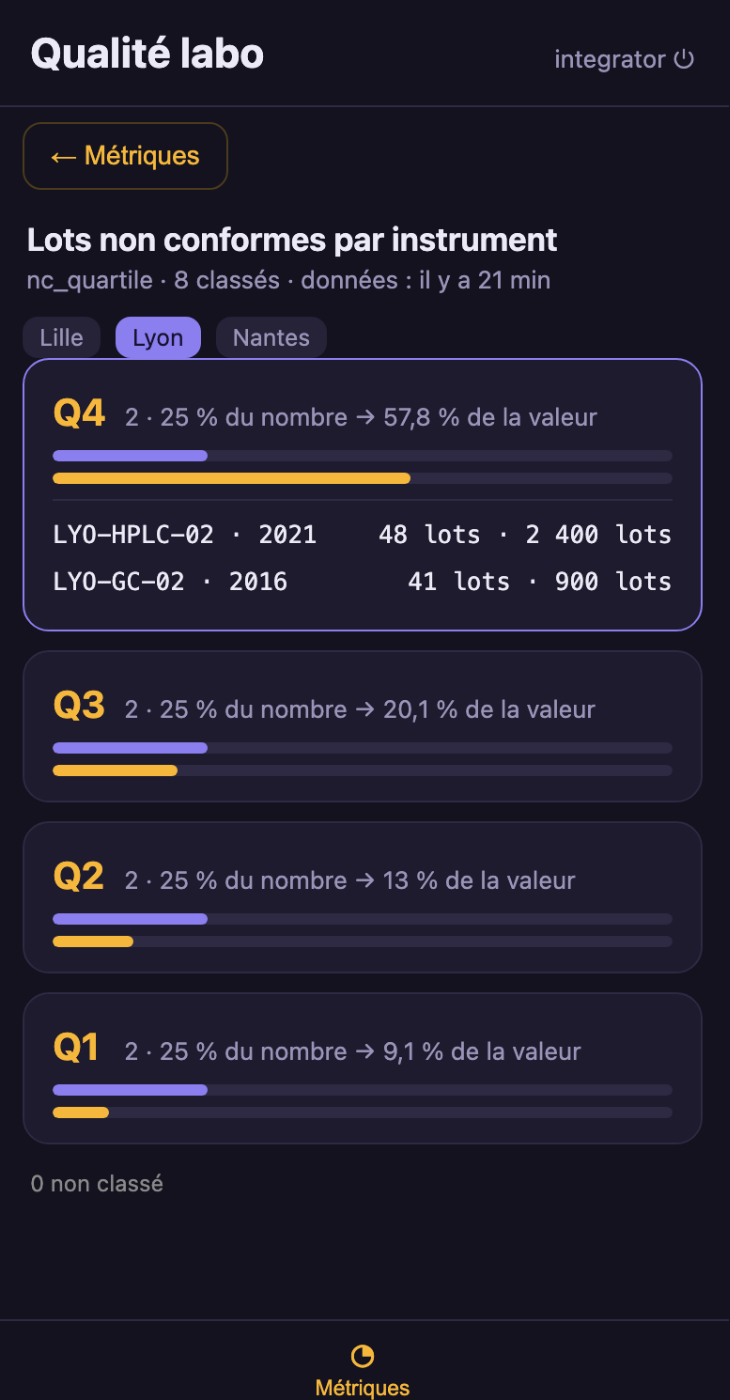 Qualité labo
integrator
← Métriques
Lots non conformes par instrument
nc_quartile · 8 classés · données : il y a 21 min
Lille Lyon Nantes
Q4 2 · 25 % du nombre → 57,8 % de la valeur
LYO-HPLC-02 · 2021 48 lots · 2 400 lots
LYO-GC-02 · 2016 41 lots · 900 lots
Q3 2 · 25 % du nombre → 20,1 % de la valeur
Q2 2 · 25 % du nombre → 13 % de la valeur
Q1 2 · 25 % du nombre → 9,1 % de la valeur
0 non classé
Métriques